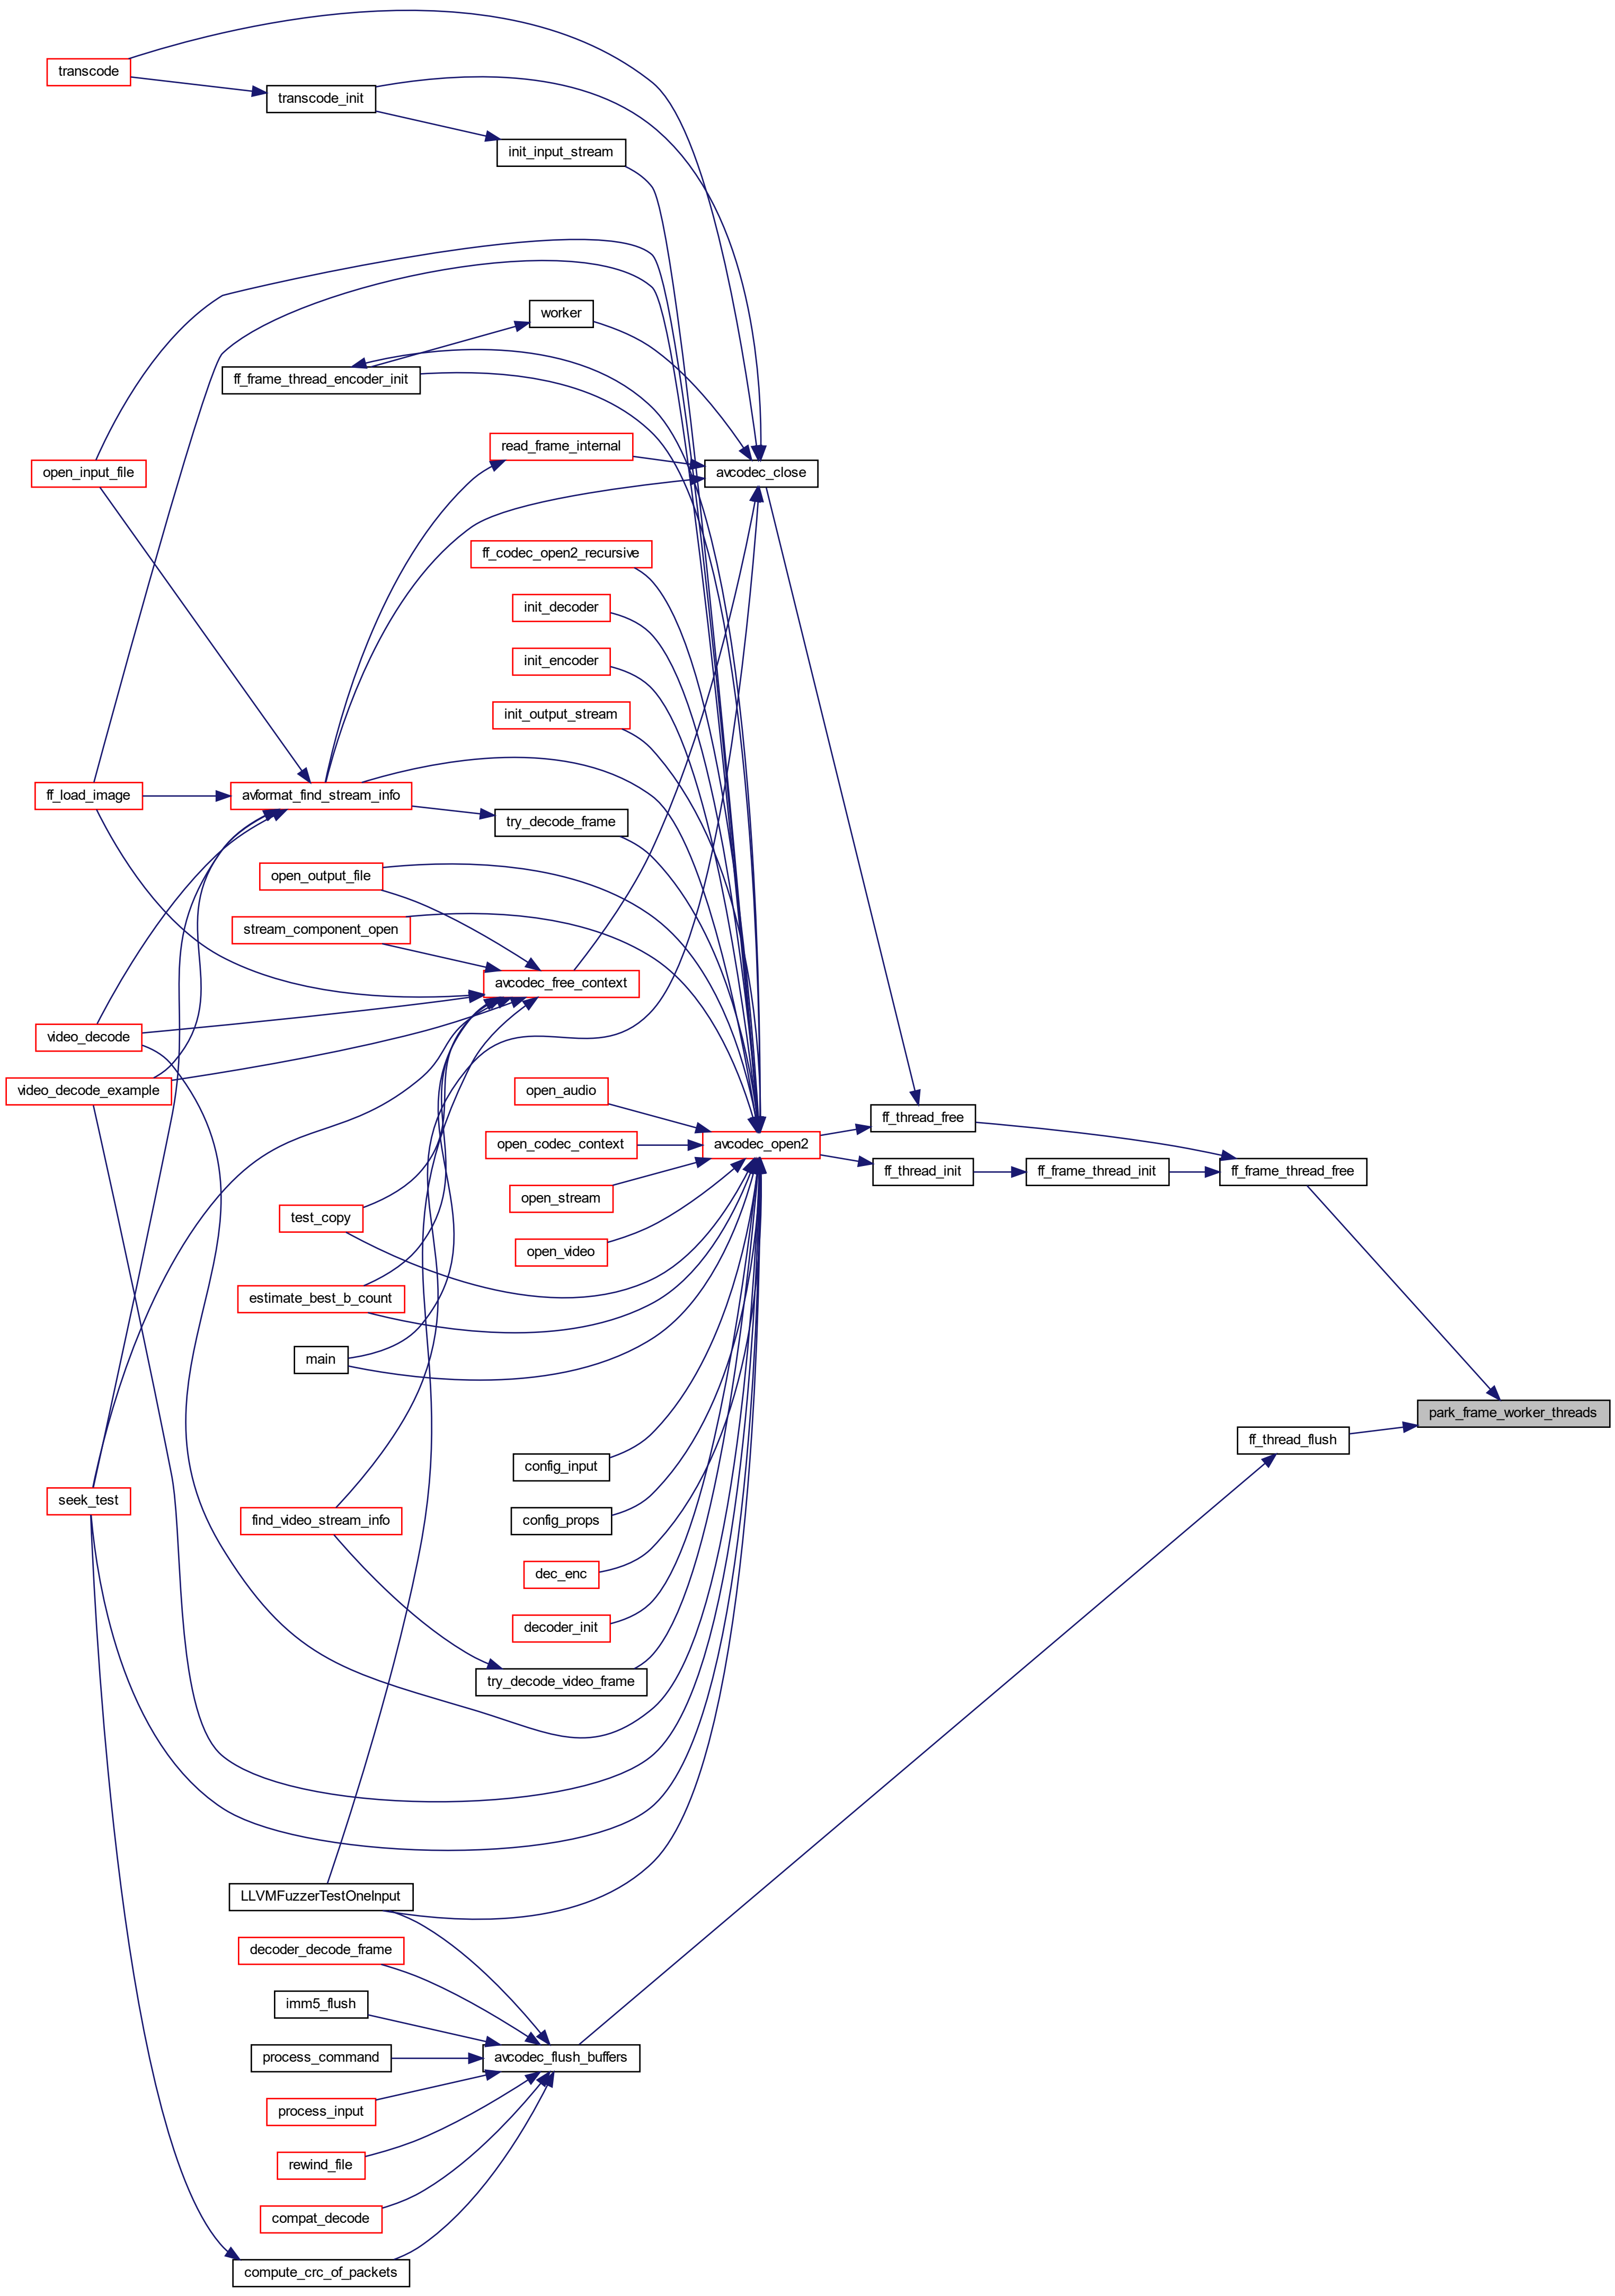 transcode
transcode_init
init_input_stream
worker
ff_frame_thread_encoder_init
read_frame_internal
open_input_file
avcodec_close
ff_codec_open2_recursive
init_decoder
init_encoder
init_output_stream
ff_load_image
avformat_find_stream_info
try_decode_frame
open_output_file
stream_component_open
avcodec_free_context
video_decode
video_decode_example
open_audio
ff_thread_free
open_codec_context
avcodec_open2
ff_thread_init
ff_frame_thread_init
ff_frame_thread_free
open_stream
test_copy
open_video
estimate_best_b_count
main
park_frame_worker_threads
ff_thread_flush
config_input
seek_test
find_video_stream_info
config_props
dec_enc
decoder_init
try_decode_video_frame
LLVMFuzzerTestOneInput
decoder_decode_frame
imm5_flush
process_command
avcodec_flush_buffers
process_input
rewind_file
compat_decode
compute_crc_of_packets